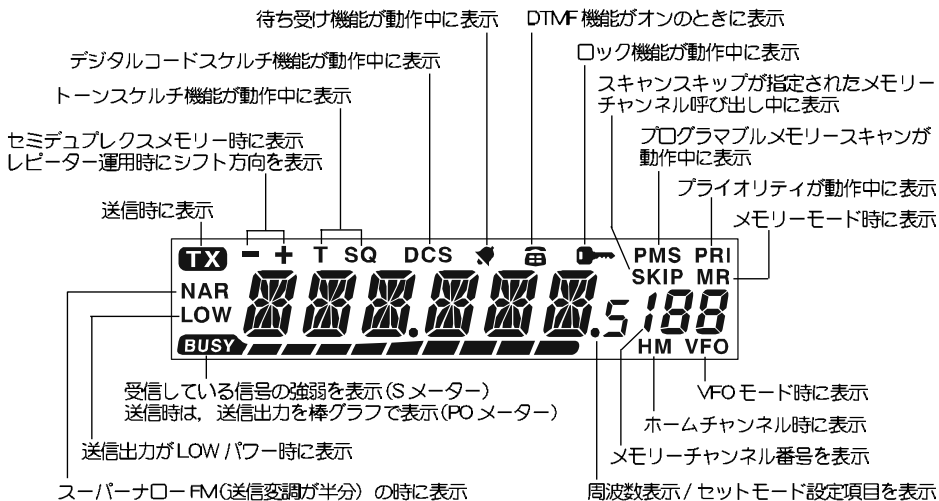 待ち受け機能が動作中に表示
DTMF 機能がオンのときに表示
デジタルコードスケルチ機能が動作中に表示
ロック機能が動作中に表示
トーンスケルチ機能が動作中に表示
スキャンスキップが指定されたメモリー
チャンネル呼び出し中に表示
セミデュプレクスメモリー時に表示
レピーター運用時にシフト方向を表示
プログラマブルメモリースキャンが
動作中に表示
プライオリティが動作中に表示
送信時に表示
メモリーモード時に表示
TX - + T SQ DCS PMS PRI
SKIP MR
NAR
LOW
.5 188
BUSY
HM VFO
受信している信号の強弱を表示(S メーター)
送信時は，送信出力を棒グラフで表示(PO メーター)
VFO モード時に表示
ホームチャンネル時に表示
送信出力が LOW パワー時に表示
メモリーチャンネル番号を表示
スーパーナロー FM(送信変調が半分）の時に表示
周波数表示 / セットモード設定項目を表示